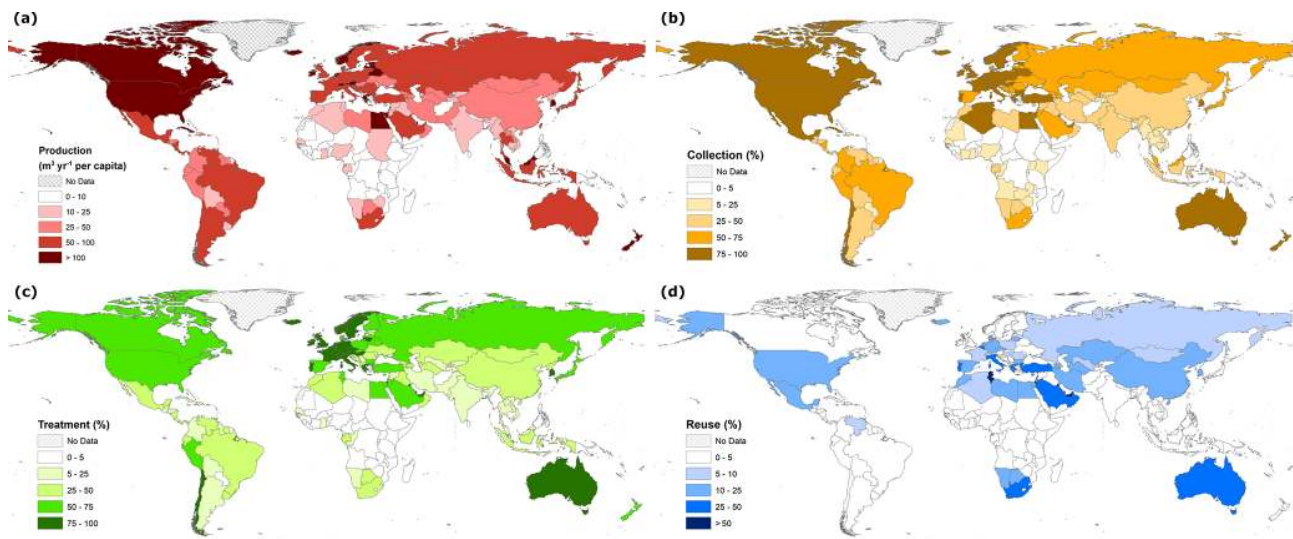 (a)
Production
(m³ yr⁻¹ per capita)
No Data
0 - 10
10 - 25
25 - 50
50 - 100
> 100
(b)
Collection (%)
No Data
0 - 5
5 - 25
25 - 50
50 - 75
75 - 100
(c)
Treatment (%)
No Data
0 - 5
5 - 25
25 - 50
50 - 75
75 - 100
(d)
Reuse (%)
No Data
0 - 5
5 - 10
10 - 25
25 - 50
> 50